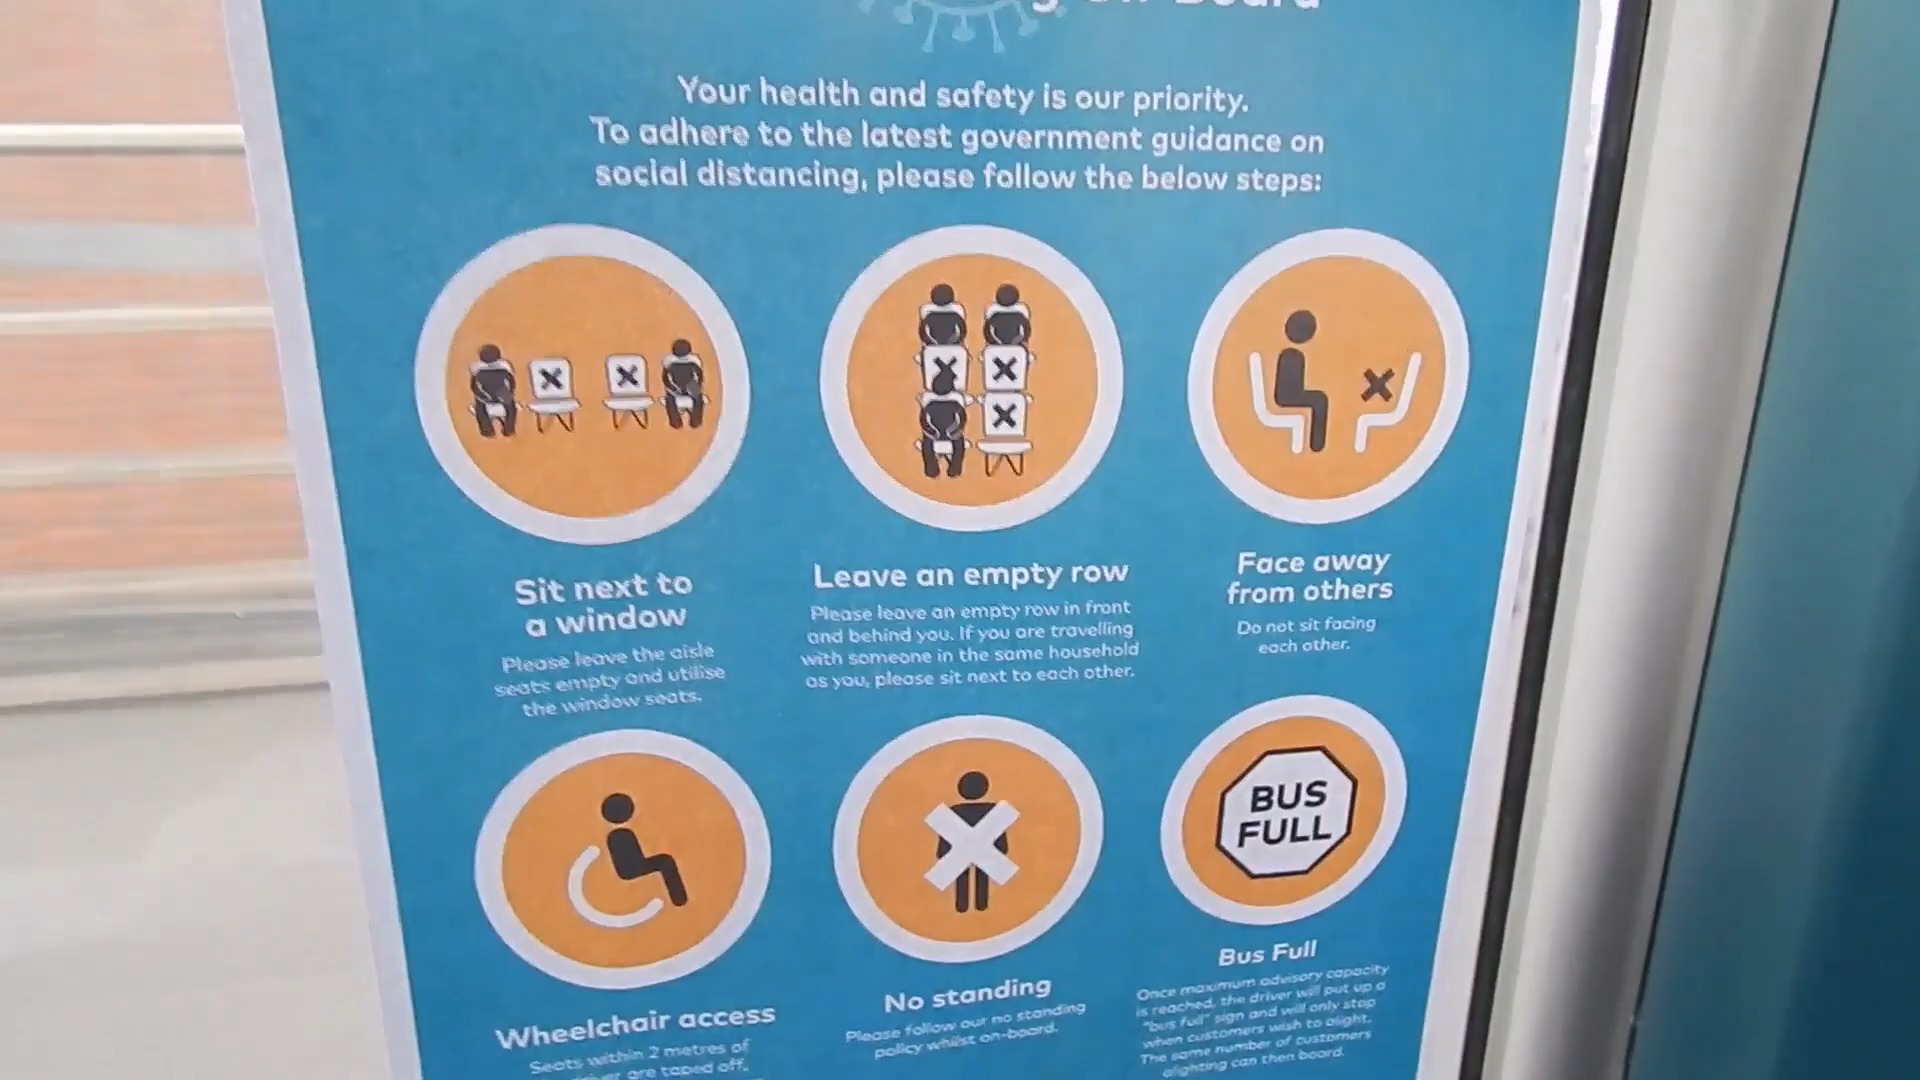 Your health and safety is our priority.
To adhere to the latest government guidance on
social distancing, please follow the below steps:
Sit next to
a window
Please leave the aisle
seats empty and utilise
the window seats.
Leave an empty row
Please leave an empty row in front
and behind you. If you are travelling
with someone in the same household
as you, please sit next to each other.
Face away
from others
Do not sit facing
each other.
Wheelchair access
Seats within 2 metres of
are taped off.
No standing
Please follow our no standing
policy whilst on-board.
BUS
FULL
Bus Full
Once maximum advisory capacity
is reached, the driver will put up a
"bus full" sign and will only stop
when customers wish to alight.
The same number of customers
alighting can then board.